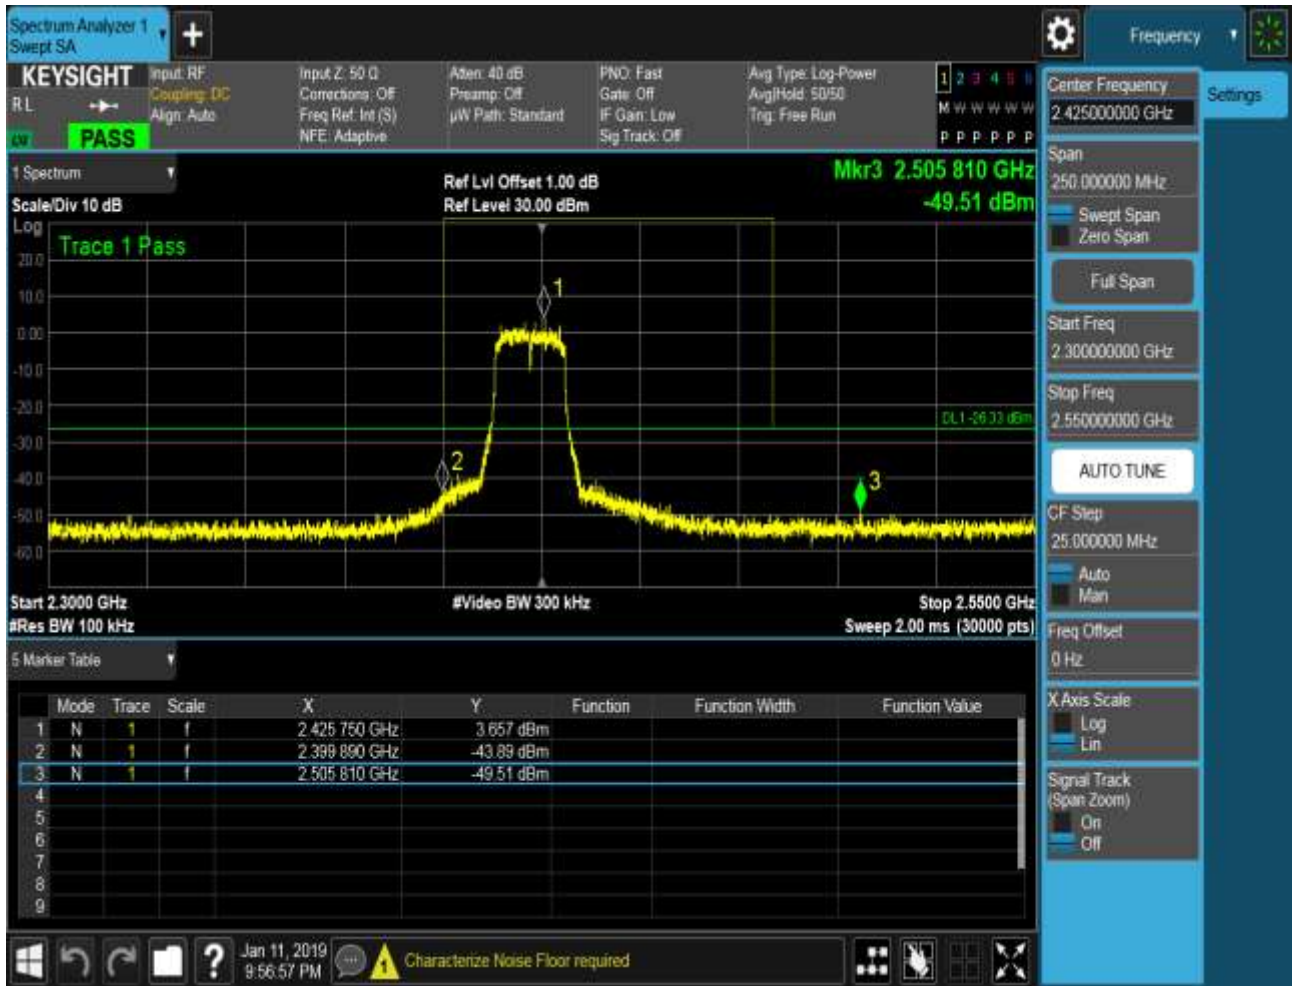 Spectrum Analyzer 1
Swept SA
Frequency
KEYSIGHT
RL
PASS
Input: RF
Coupling: DC
Align: Auto
Input Z: 50 Ω
Corrections: Off
Freq Ref: Int (S)
NFE: Adaptive
Atten: 40 dB
Preamp: Off
µW Path: Standard
PNO: Fast
Gate: Off
IF Gain: Low
Sig Track: Off
Avg Type: Log-Power
Avg|Hold: 50/50
Trig: Free Run
1 2 3 4 5 6
M W W W W W
P P P P P P
1 Spectrum
Scale/Div 10 dB
Ref Lvl Offset 1.00 dB
Ref Level 30.00 dBm
Mkr3 2.505 810 GHz
-49.51 dBm
Log
Trace 1 Pass
20.0
10.0
0.00
-10.0
-20.0
-30.0
-40.0
-50.0
-60.0
1
2
3
DL1 -26.33 dBm
Start 2.3000 GHz
#Video BW 300 kHz
Stop 2.5500 GHz
#Res BW 100 kHz
Sweep 2.00 ms (30000 pts)
5 Marker Table
Mode Trace Scale X Y Function Function Width Function Value
1 N 1 f 2.425 750 GHz 3.657 dBm
2 N 1 f 2.399 890 GHz -43.89 dBm
3 N 1 f 2.505 810 GHz -49.51 dBm
4
5
6
7
8
9
Center Frequency
2.425000000 GHz
Settings
Span
250.000000 MHz
Swept Span
Zero Span
Full Span
Start Freq
2.300000000 GHz
Stop Freq
2.550000000 GHz
AUTO TUNE
CF Step
25.000000 MHz
Auto
Man
Freq Offset
0 Hz
X Axis Scale
Log
Lin
Signal Track
(Span Zoom)
On
Off
?
Jan 11, 2019
9:56:57 PM
1
Characterize Noise Floor required